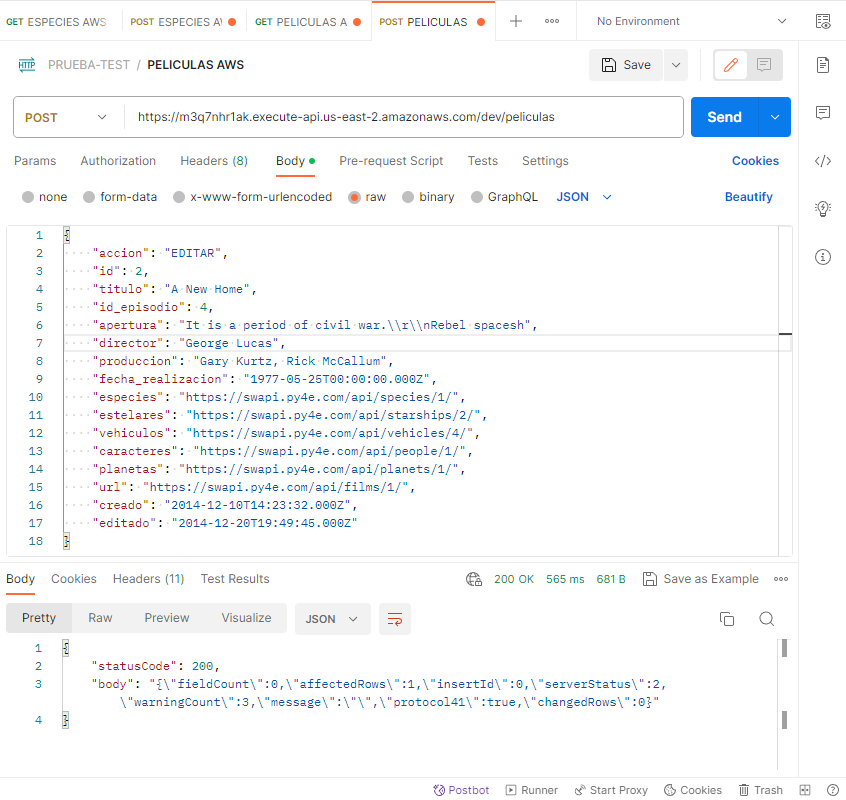 GET ESPECIES AWS POST ESPECIES AV GET PELICULAS A POST PELICULAS No Environment
HTTP PRUEBA-TEST / PELICULAS AWS Save
POST https://m3q7nhr1ak.execute-api.us-east-2.amazonaws.com/dev/peliculas Send
Params Authorization Headers (8) Body Pre-request Script Tests Settings Cookies
none form-data x-www-form-urlencoded raw binary GraphQL JSON Beautify
1 {
2 "accion": "EDITAR",
3 "id": 2,
4 "titulo": "A New Home",
5 "id_episodio": 4,
6 "apertura": "It is a period of civil war.\\r\\nRebel spacesh",
7 "director": "George Lucas",
8 "produccion": "Gary Kurtz, Rick McCallum",
9 "fecha_realizacion": "1977-05-25T00:00:00.000Z",
10 "especies": "https://swapi.py4e.com/api/species/1/",
11 "estelares": "https://swapi.py4e.com/api/starships/2/",
12 "vehiculos": "https://swapi.py4e.com/api/vehicles/4/",
13 "caracteres": "https://swapi.py4e.com/api/people/1/",
14 "planetas": "https://swapi.py4e.com/api/planets/1/",
15 "url": "https://swapi.py4e.com/api/films/1/",
16 "creado": "2014-12-10T14:23:32.000Z",
17 "editado": "2014-12-20T19:49:45.000Z"
18 }
Body Cookies Headers (11) Test Results 200 OK 565 ms 681 B Save as Example
Pretty Raw Preview Visualize JSON
1 {
2 "statusCode": 200,
3 "body": "{\"fieldCount\":0,\"affectedRows\":1,\"insertId\":0,\"serverStatus\":2,
\"warningCount\":3,\"message\":\"\",\"protocol41\":true,\"changedRows\":0}"
4 }
Postbot Runner Start Proxy Cookies Trash